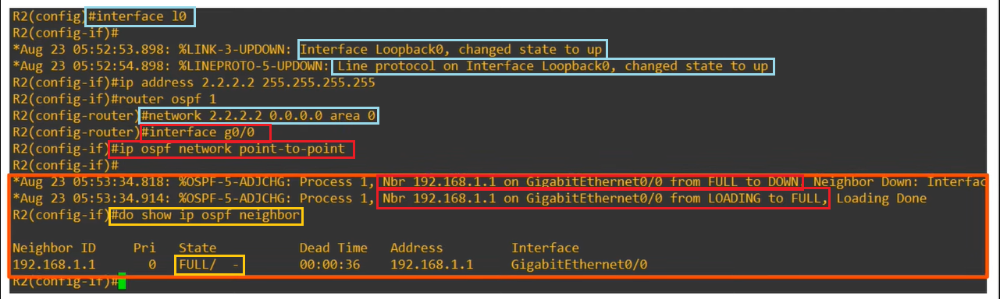 R2(config)#interface l0
R2(config-if)#
*Aug 23 05:52:53.898: %LINK-3-UPDOWN: Interface Loopback0, changed state to up
*Aug 23 05:52:54.898: %LINEPROTO-5-UPDOWN: Line protocol on Interface Loopback0, changed state to up
R2(config-if)#ip address 2.2.2.2 255.255.255.255
R2(config-if)#router ospf 1
R2(config-router)#network 2.2.2.2 0.0.0.0 area 0
R2(config-router)#interface g0/0
R2(config-if)#ip ospf network point-to-point
R2(config-if)#
*Aug 23 05:53:34.818: %OSPF-5-ADJCHG: Process 1, Nbr 192.168.1.1 on GigabitEthernet0/0 from FULL to DOWN, Neighbor Down: Interfac
*Aug 23 05:53:34.914: %OSPF-5-ADJCHG: Process 1, Nbr 192.168.1.1 on GigabitEthernet0/0 from LOADING to FULL, Loading Done
R2(config-if)#do show ip ospf neighbor
Neighbor ID Pri State Dead Time Address Interface
192.168.1.1 0 FULL/ - 00:00:36 192.168.1.1 GigabitEthernet0/0
R2(config-if)#